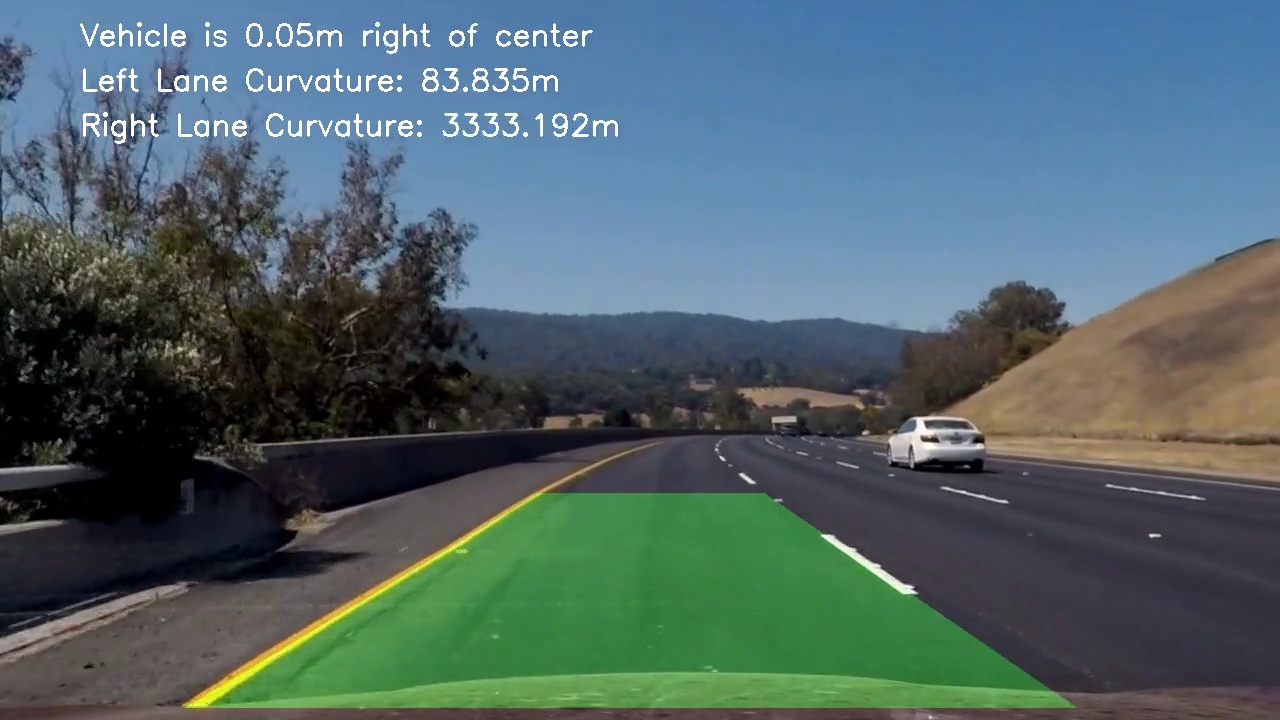 Vehicle is 0.05m right of center
Left Lane Curvature: 83.835m
Right Lane Curvature: 3333.192m